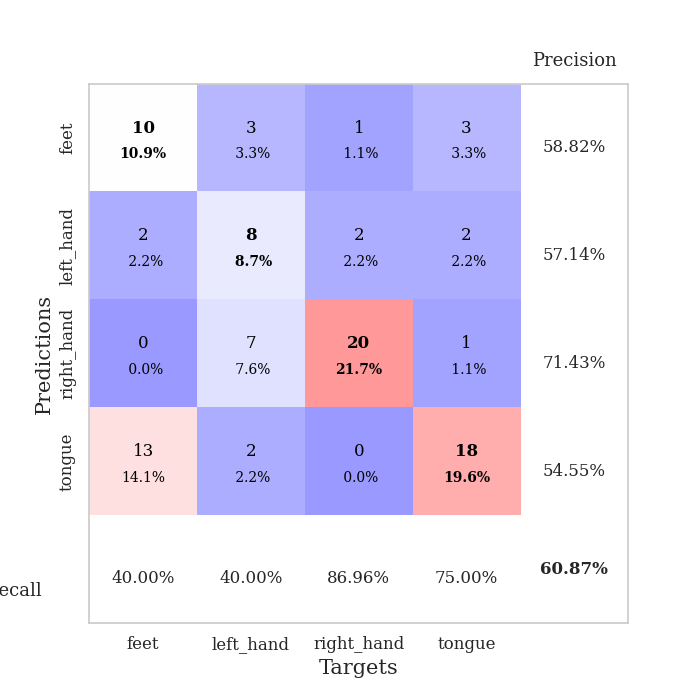 Precision
feet 10 3 1 3 58.82%
10.9% 3.3% 1.1% 3.3%
left_hand 2 8 2 2 57.14%
2.2% 8.7% 2.2% 2.2%
right_hand 0 7 20 1 71.43%
0.0% 7.6% 21.7% 1.1%
tongue 13 2 0 18 54.55%
14.1% 2.2% 0.0% 19.6%
Predictions
ecall 40.00% 40.00% 86.96% 75.00% 60.87%
feet left_hand right_hand tongue
Targets